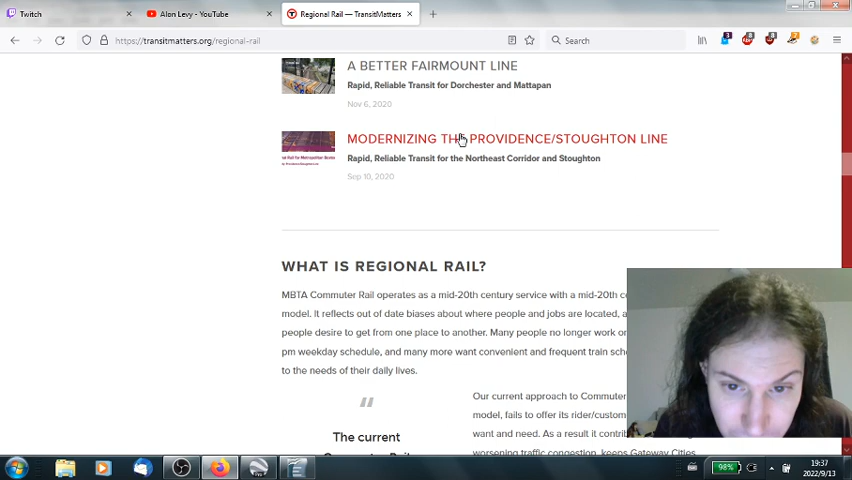 Twitch
Alon Levy - YouTube
Regional Rail — TransitMatters
https://transitmatters.org/regional-rail
Search
A BETTER FAIRMOUNT LINE
Rapid, Reliable Transit for Dorchester and Mattapan
Nov 6, 2020
MODERNIZING THE PROVIDENCE/STOUGHTON LINE
Rapid, Reliable Transit for the Northeast Corridor and Stoughton
Sep 10, 2020
WHAT IS REGIONAL RAIL?
MBTA Commuter Rail operates as a mid-20th century service with a mid-20th c
model. It reflects out of date biases about where people and jobs are located, a
people desire to get from one place to another. Many people no longer work o
pm weekday schedule, and many more want convenient and frequent train sch
to the needs of their daily lives.
Our current approach to Commuter
model, fails to offer its rider/custom
want and need. As a result it contrib
worsening traffic congestion, keeps Gateway Cities
“
The current
98%
19:37
2022/9/13